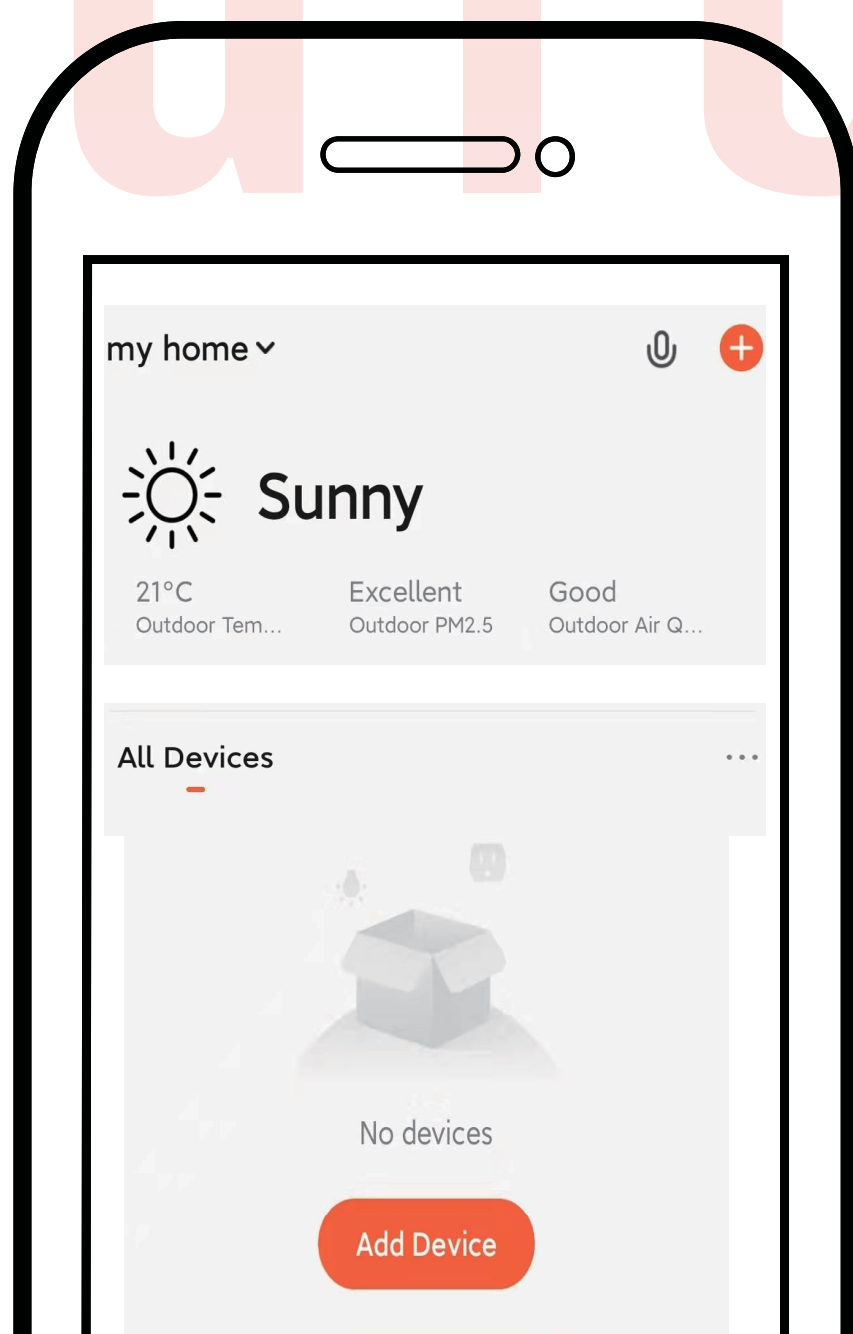 my home
Sunny
21°C Excellent Good
Outdoor Tem... Outdoor PM2.5 Outdoor Air Q...
All Devices
No devices
Add Device